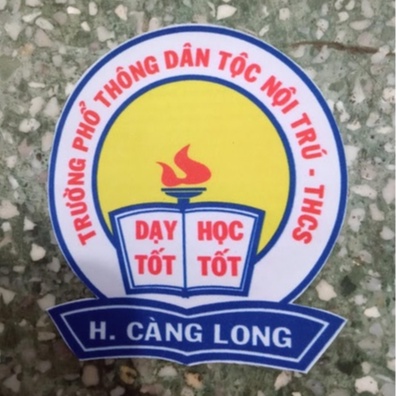 TRƯỜNG PHỔ THÔNG DÂN TỘC NỘI TRÚ - THCS
DẠY HỌC
TỐT TỐT
H. CÀNG LONG